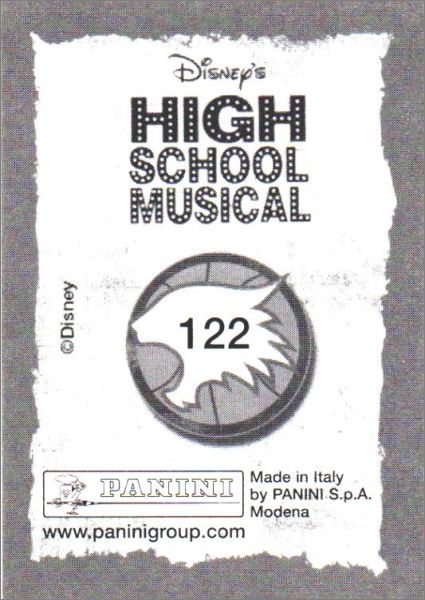 Disney's
HIGH
SCHOOL
MUSICAL
©Disney
122
PANINI
Made in Italy
by PANINI S.p.A.
Modena
www.paninigroup.com